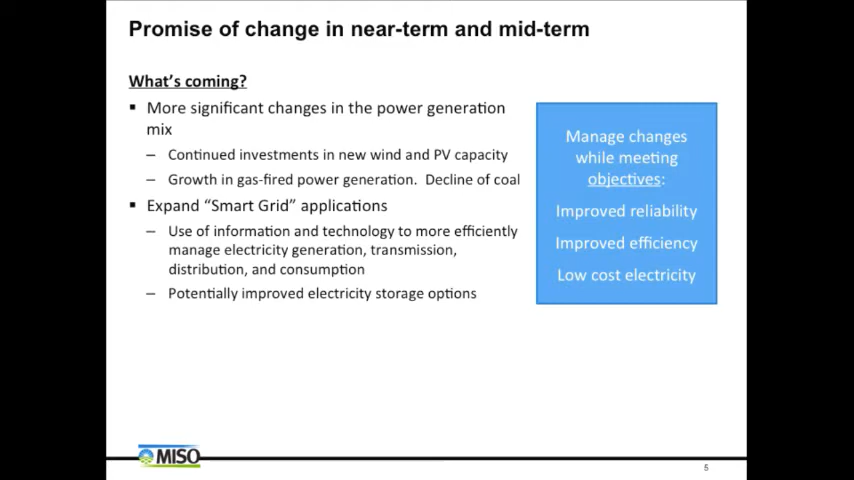 Promise of change in near-term and mid-term
What's coming?
▪ More significant changes in the power generation
mix
– Continued investments in new wind and PV capacity
– Growth in gas-fired power generation. Decline of coal
▪ Expand “Smart Grid” applications
– Use of information and technology to more efficiently
manage electricity generation, transmission,
distribution, and consumption
– Potentially improved electricity storage options
Manage changes
while meeting
objectives:
Improved reliability
Improved efficiency
Low cost electricity
MISO
5